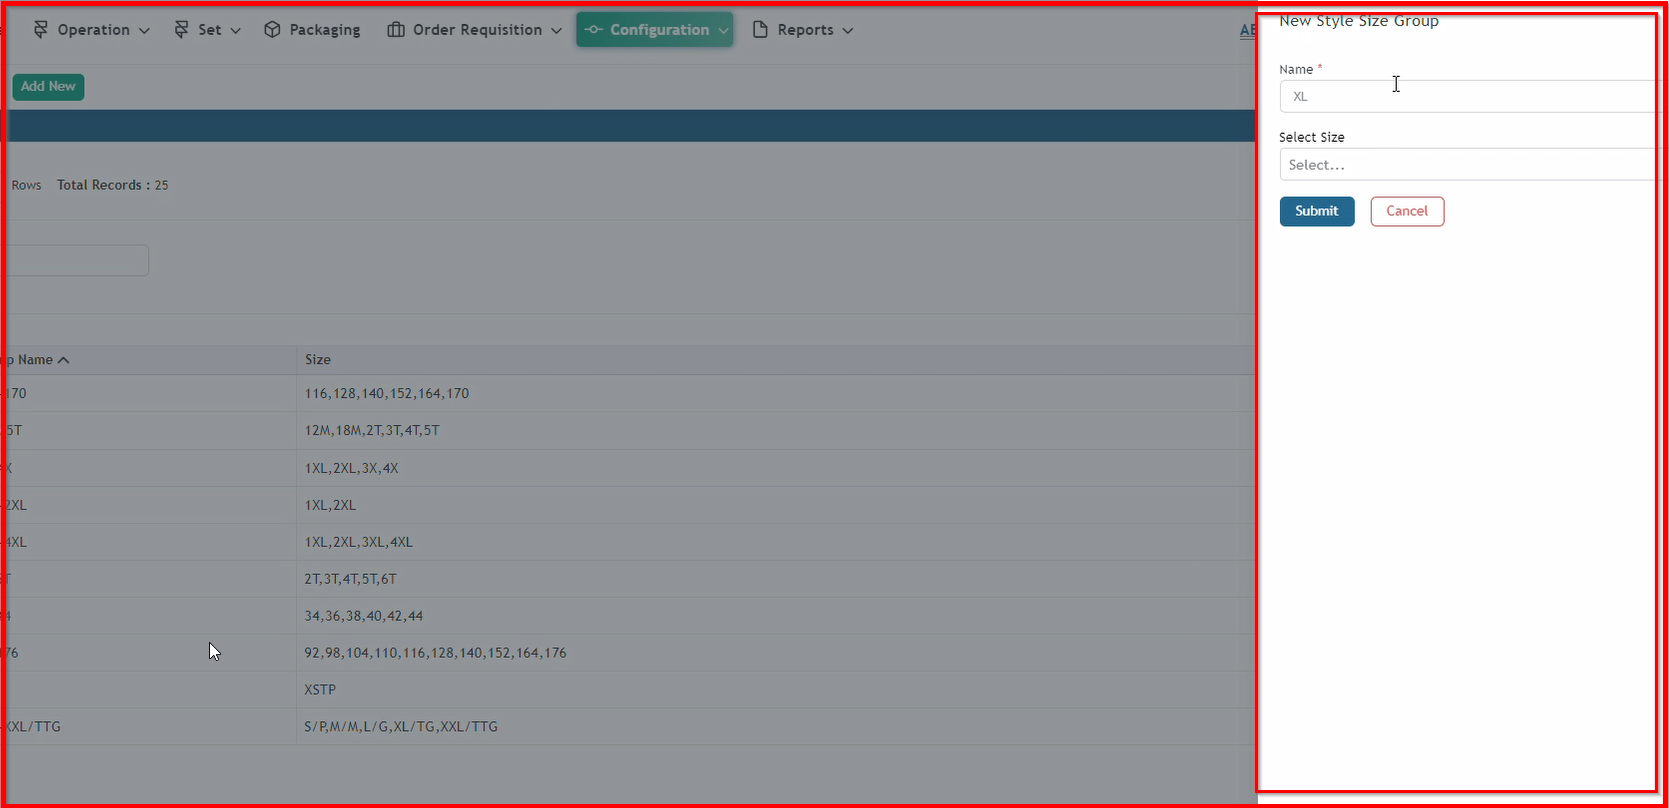 Operation Set Packaging Order Requisition Configuration Reports
New Style Size Group
Add New
Name *
XL
Select Size
Select...
Submit Cancel
Rows Total Records : 25
Name Size
170 116,128,140,152,164,170
5T 12M,18M,2T,3T,4T,5T
X 1XL,2XL,3X,4X
2XL 1XL,2XL
4XL 1XL,2XL,3XL,4XL
T 2T,3T,4T,5T,6T
4 34,36,38,40,42,44
76 92,98,104,110,116,128,140,152,164,176
XSTP
XXL/TTG S/P,M/M,L/G,XL/TG,XXL/TTG